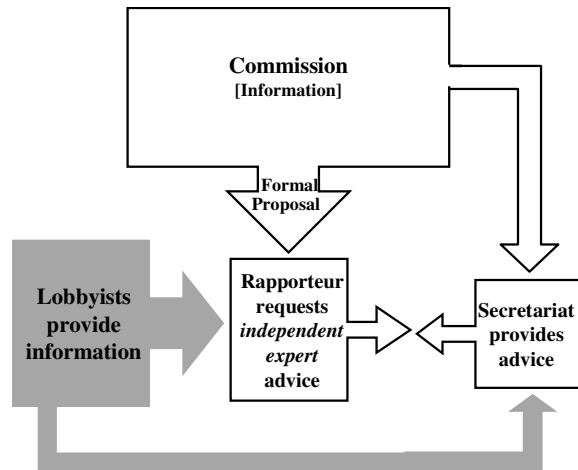 Commission
[Information]
Formal
Proposal
Lobbyists
provide
information
Rapporteur
requests
independent
expert
advice
Secretariat
provides
advice